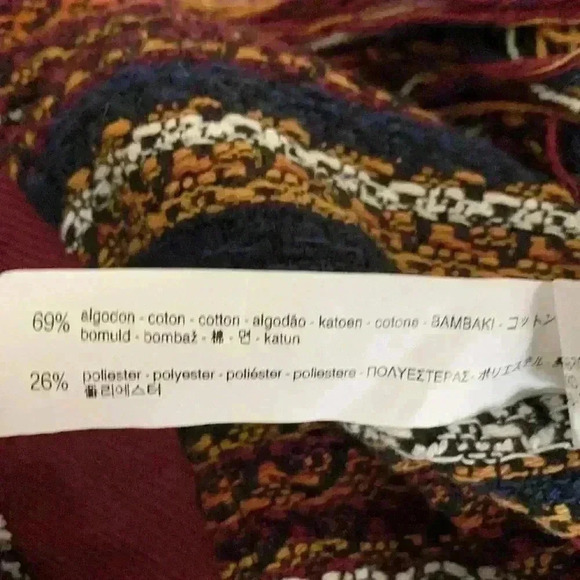 69% algodon - coton - cotton - algodão - katoen - cotone - BAMBAKI - コットン
bomuld - bombaž - 棉 - 면 - katun
26% poliester - polyester - poliéster - poliestere - ΠΟΛΥΕΣΤΕΡΑΣ - ポリエステル -
폴리에스터